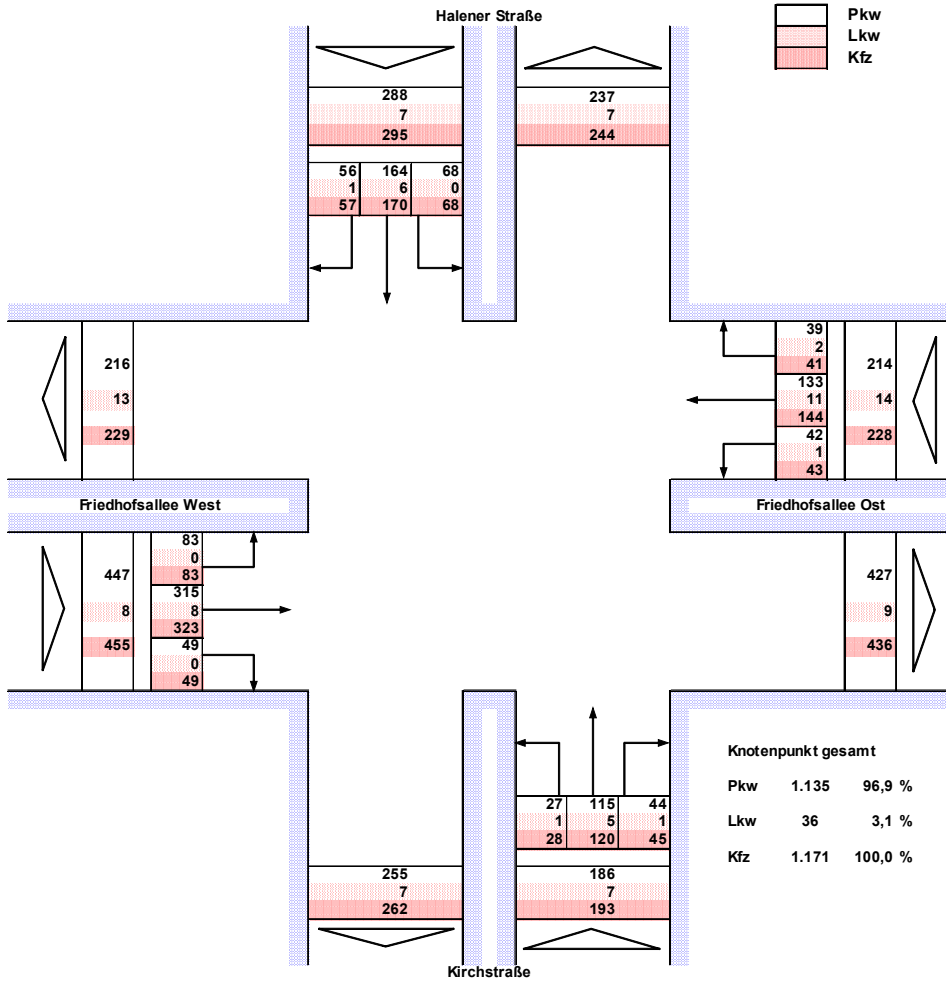 Halener Straße
Pkw
Lkw
Kfz
288
7
295
237
7
244
56 164 68
1 6 0
57 170 68
216
13
229
39
2
41
133
11
144
42
1
43
214
14
228
Friedhofsallee West
Friedhofsallee Ost
447
8
455
83
0
83
315
8
323
49
0
49
427
9
436
27 115 44
1 5 1
28 120 45
255
7
262
186
7
193
Knotenpunkt gesamt
Pkw 1.135 96,9 %
Lkw 36 3,1 %
Kfz 1.171 100,0 %
Kirchstraße